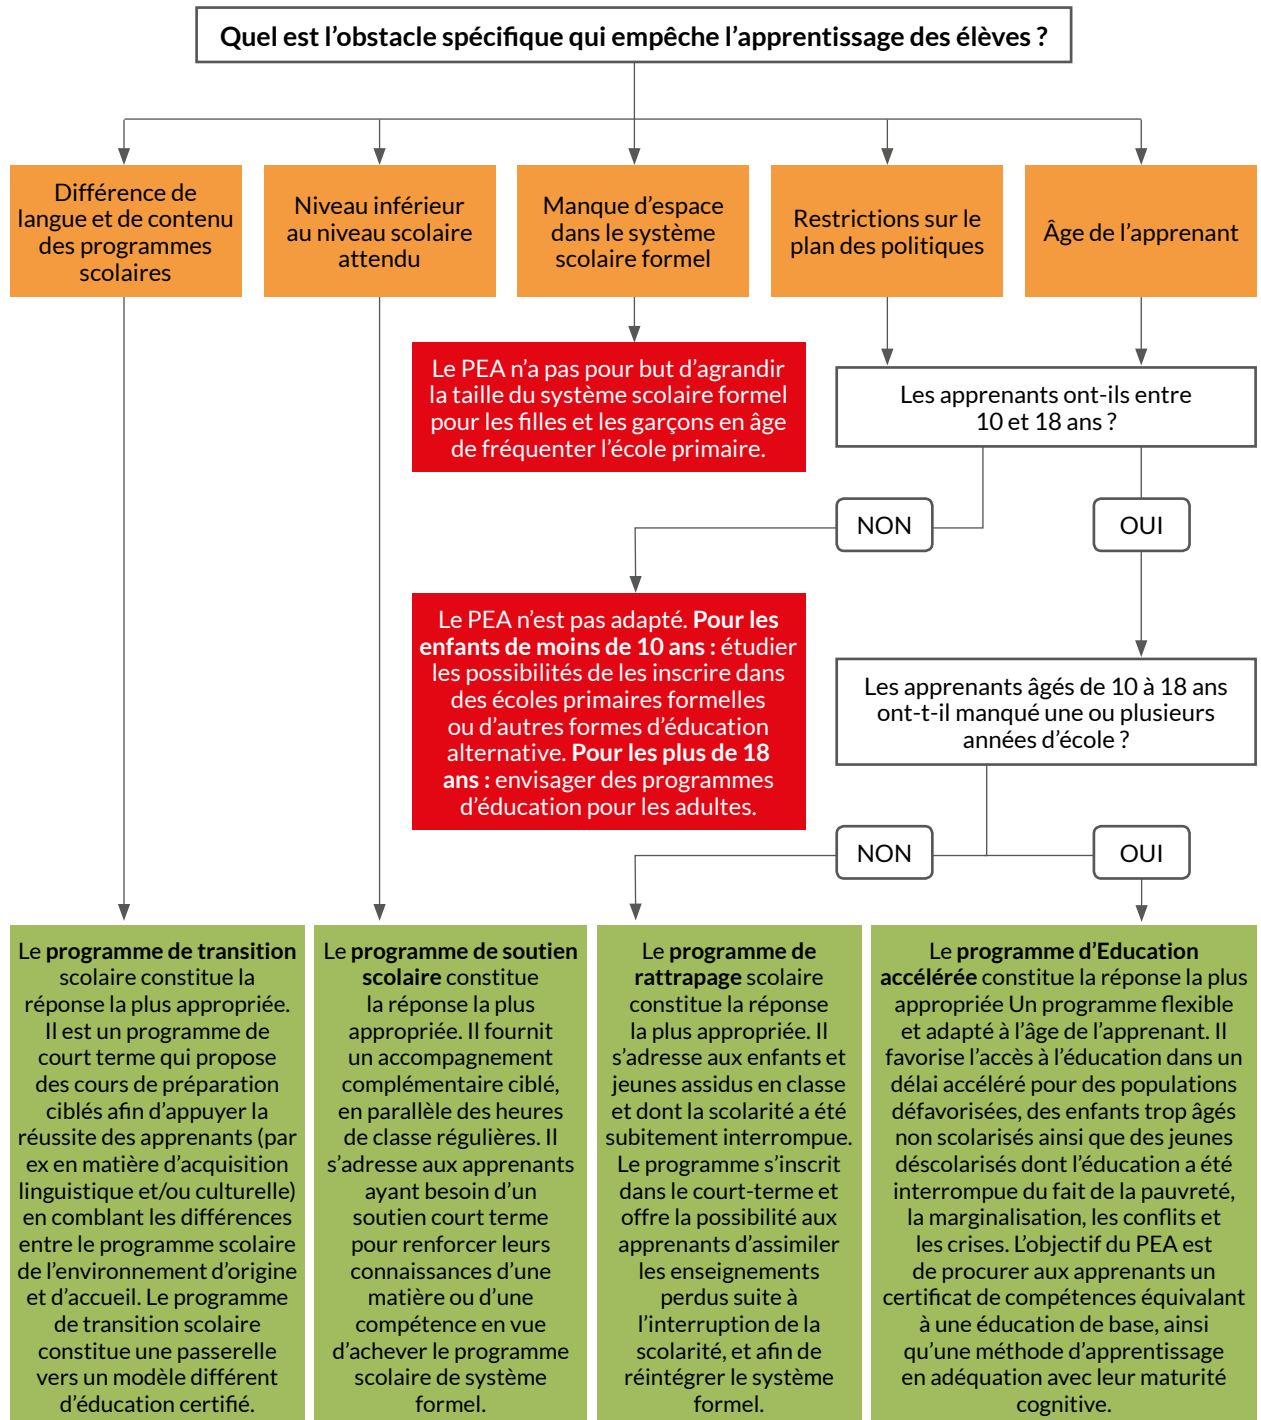 Quel est l’obstacle spécifique qui empêche l’apprentissage des élèves ?
Différence de
langue et de contenu
des programmes
scolaires
Niveau inférieur
au niveau scolaire
attendu
Manque d’espace
dans le système
scolaire formel
Restrictions sur le
plan des politiques
Âge de l’apprenant
Le PEA n’a pas pour but d’agrandir
la taille du système scolaire formel
pour les filles et les garçons en âge
de fréquenter l’école primaire.
Les apprenants ont-ils entre
10 et 18 ans ?
NON
OUI
Le PEA n’est pas adapté. Pour les
enfants de moins de 10 ans : étudier
les possibilités de les inscrire dans
des écoles primaires formelles
ou d’autres formes d’éducation
alternative. Pour les plus de 18
ans : envisager des programmes
d’éducation pour les adultes.
Les apprenants âgés de 10 à 18 ans
ont-t-il manqué une ou plusieurs
années d’école ?
NON
OUI
Le programme de transition
scolaire constitue la
réponse la plus appropriée.
Il est un programme de
court terme qui propose
des cours de préparation
ciblés afin d’appuyer la
réussite des apprenants (par
ex en matière d’acquisition
linguistique et/ou culturelle)
en comblant les différences
entre le programme scolaire
de l’environnement d’origine
et d’accueil. Le programme
de transition scolaire
constitue une passerelle
vers un modèle différent
d’éducation certifié.
Le programme de soutien
scolaire constitue
la réponse la plus
appropriée. Il fournit
un accompagnement
complémentaire ciblé,
en parallèle des heures
de classe régulières. Il
s’adresse aux apprenants
ayant besoin d’un
soutien court terme
pour renforcer leurs
connaissances d’une
matière ou d’une
compétence en vue
d’achever le programme
scolaire de système
formel.
Le programme de
rattrapage scolaire
constitue la réponse
la plus appropriée. Il
s’adresse aux enfants et
jeunes assidus en classe
et dont la scolarité a été
subitement interrompue.
Le programme s’inscrit
dans le court-terme et
offre la possibilité aux
apprenants d’assimiler
les enseignements
perdus suite à
l’interruption de la
scolarité, et afin de
réintégrer le système
formel.
Le programme d’Education
accélérée constitue la réponse la plus
appropriée Un programme flexible
et adapté à l’âge de l’apprenant. Il
favorise l’accès à l’éducation dans un
délai accéléré pour des populations
défavorisées, des enfants trop âgés
non scolarisés ainsi que des jeunes
déscolarisés dont l’éducation a été
interrompue du fait de la pauvreté,
la marginalisation, les conflits et
les crises. L’objectif du PEA est
de procurer aux apprenants un
certificat de compétences équivalant
à une éducation de base, ainsi
qu’une méthode d’apprentissage
en adéquation avec leur maturité
cognitive.